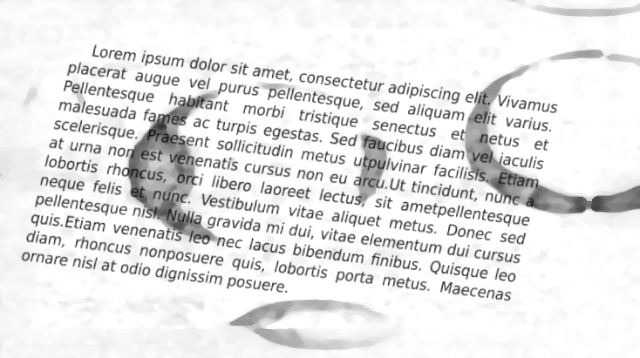 Lorem ipsum dolor sit amet, consectetur adipiscing elit. Vivamus
placerat augue vel purus pellentesque, sed aliquam elit varius.
Pellentesque habitant morbi tristique senectus et netus et
malesuada fames ac turpis egestas. Sed faucibus diam vel iaculis
scelerisque. Praesent sollicitudin metus utpulvinar facilisis. Etiam
at urna non est venenatis cursus non eu arcu.Ut tincidunt, nunc a
lobortis rhoncus, orci libero laoreet lectus, sit ametpellentesque
neque felis et nunc. Vestibulum vitae aliquet metus. Donec sed
pellentesque nisl. Nulla gravida mi dui, vitae elementum dui cursus
quis.Etiam venenatis leo nec lacus bibendum finibus. Quisque leo
diam, rhoncus nonposuere quis, lobortis porta metus. Maecenas
ornare nisl at odio dignissim posuere.